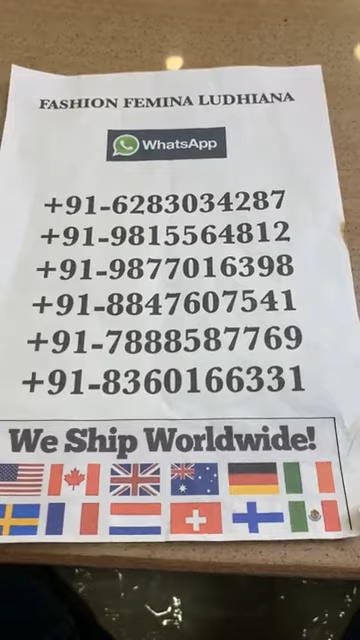 FASHION FEMINA LUDHIANA
WhatsApp
+91-6283034287
+91-9815564812
+91-9877016398
+91-8847607541
+91-7888587769
+91-8360166331
We Ship Worldwide!